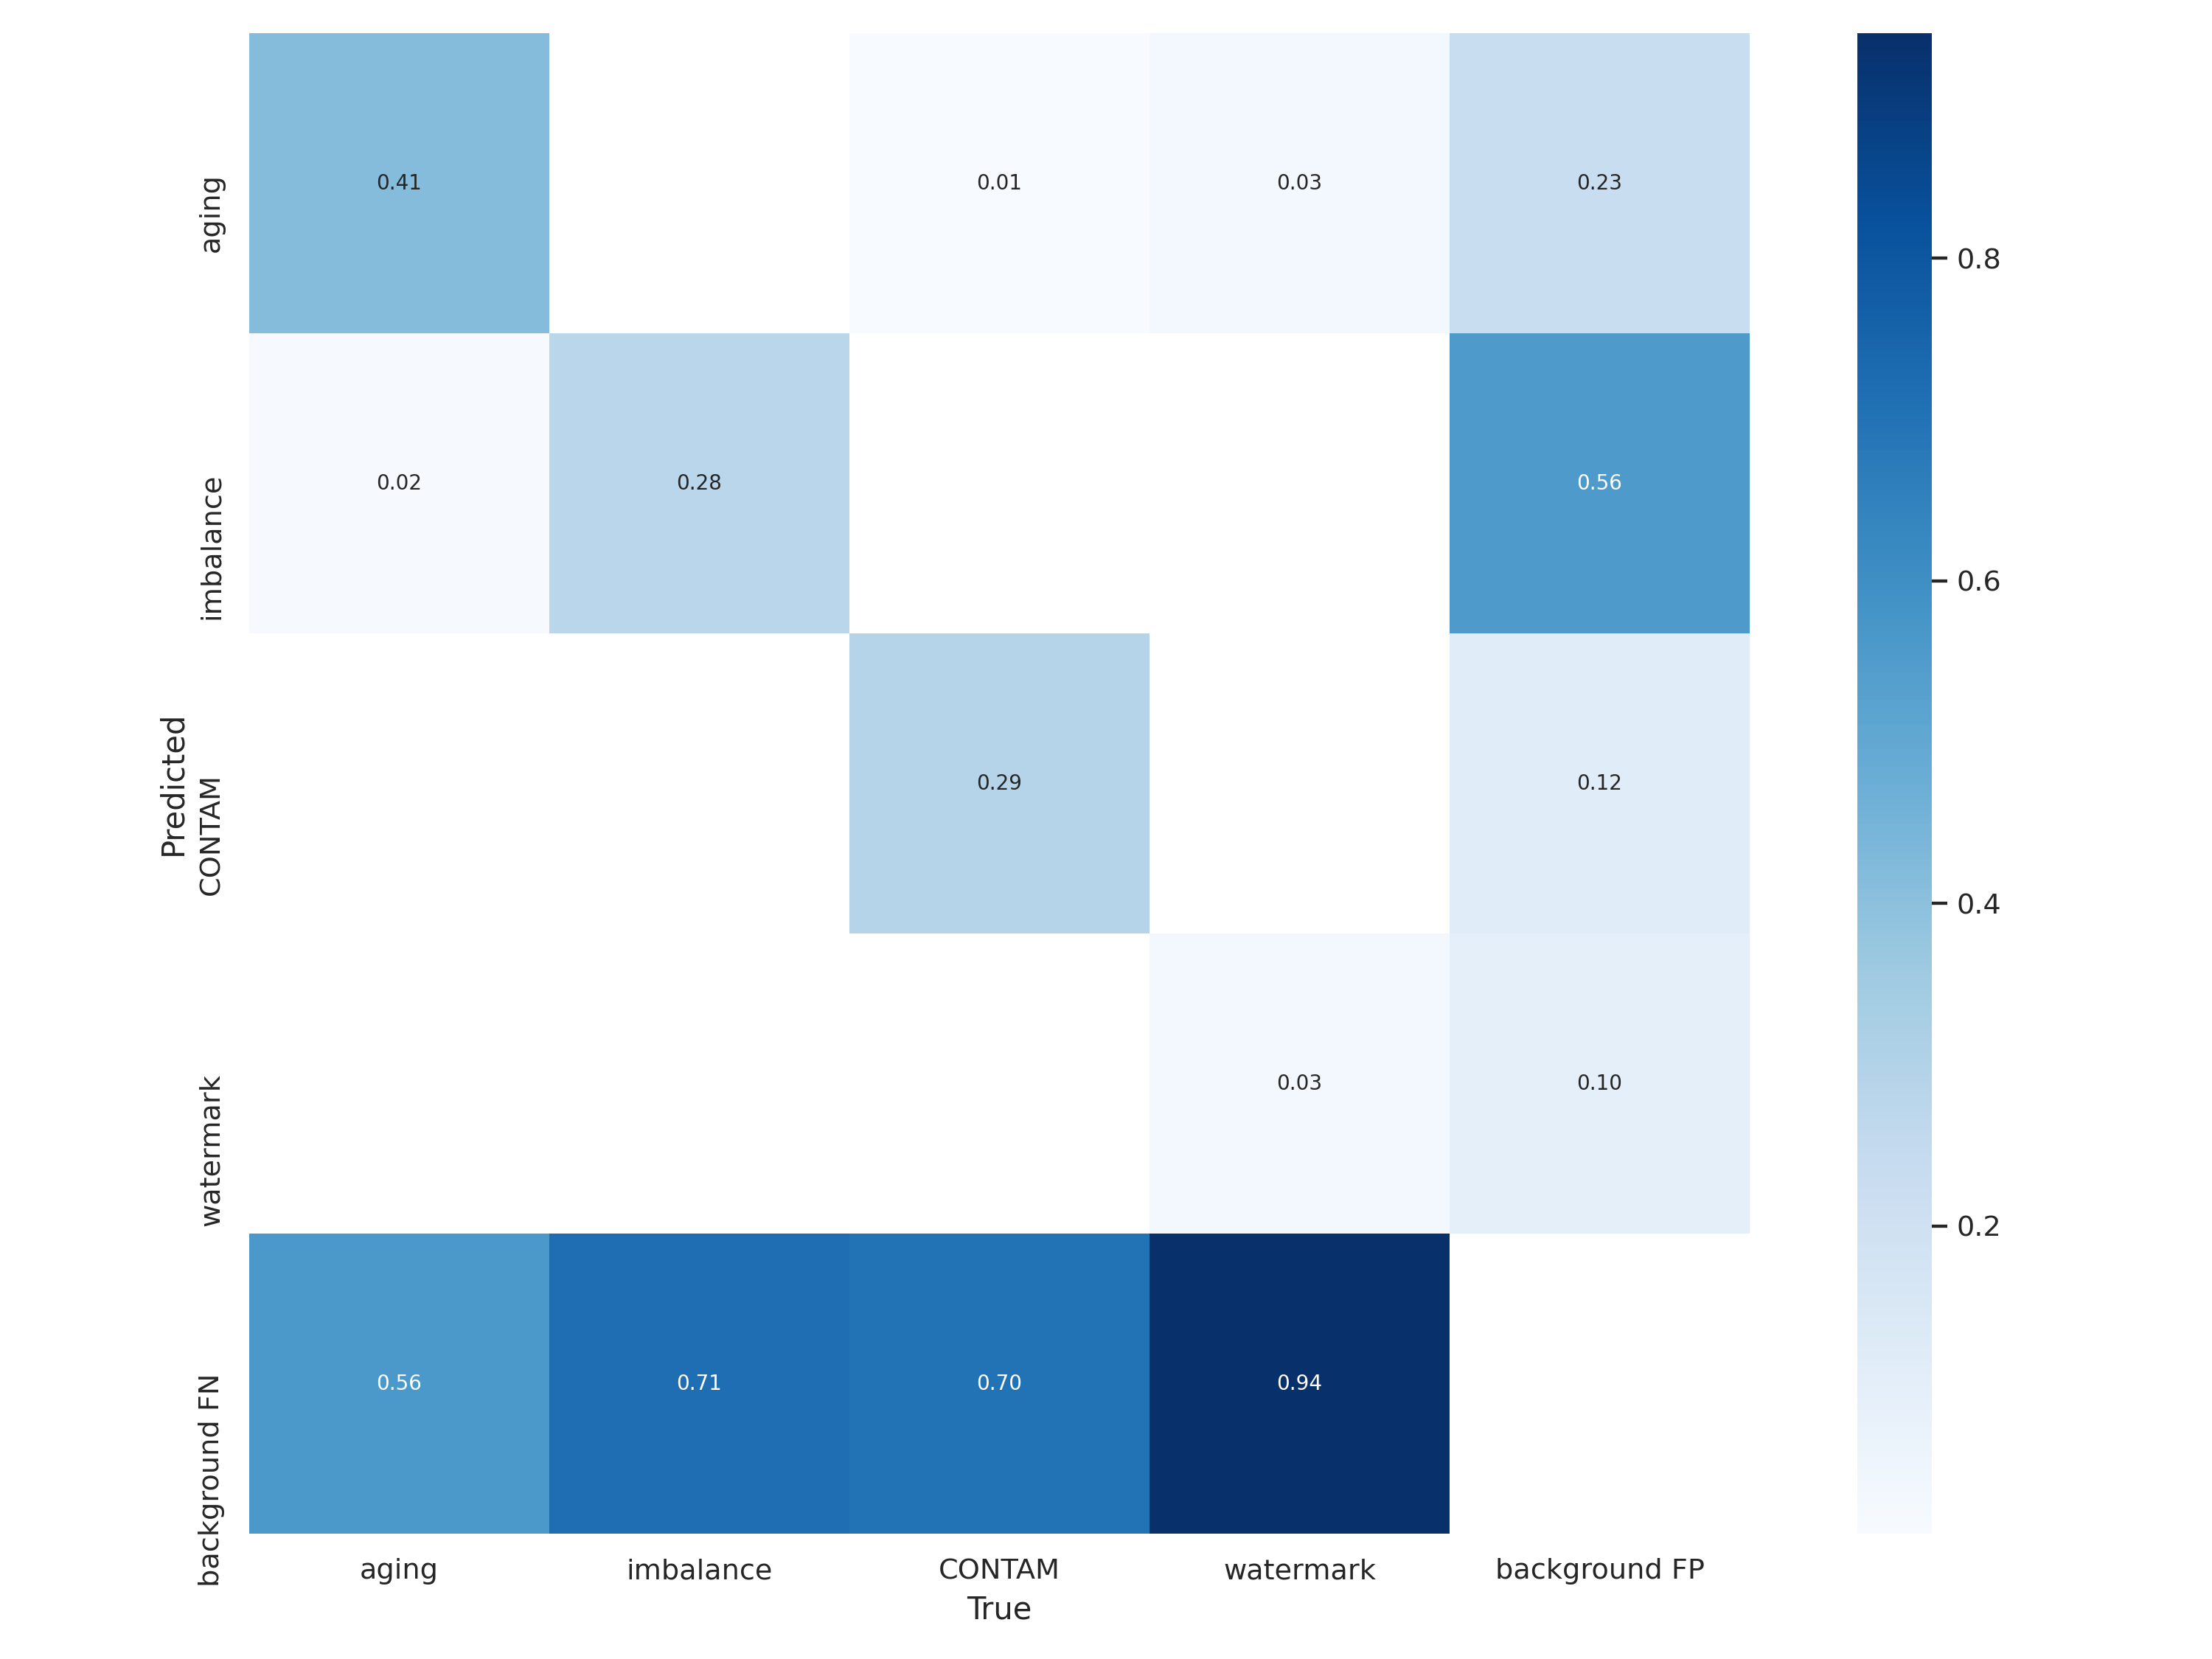 0.41 0.01 0.03 0.23
0.02 0.28 0.56
0.29 0.12
0.03 0.10
0.56 0.71 0.70 0.94
aging
imbalance
CONTAM
watermark
background FN
Predicted
aging imbalance CONTAM watermark background FP
True
0.8
0.6
0.4
0.2